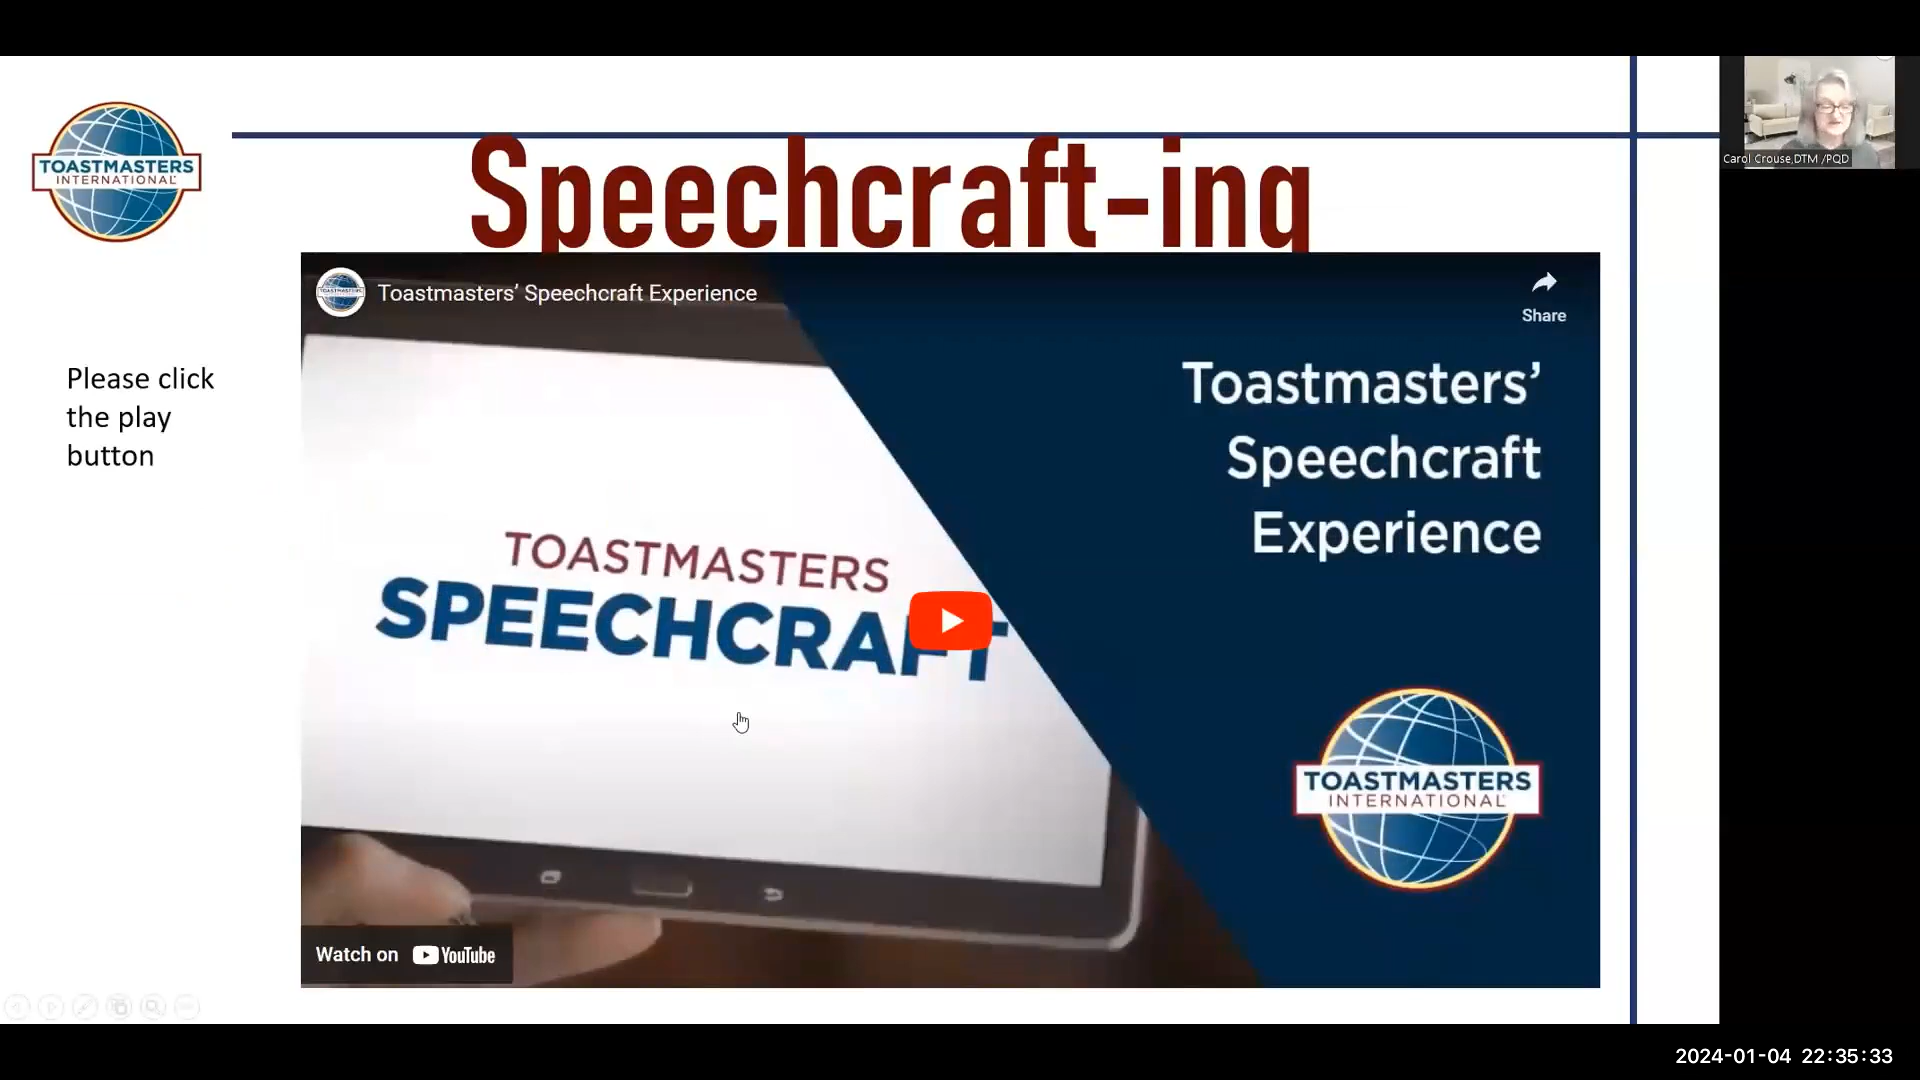 TOASTMASTERS
INTERNATIONAL
Speechcraft-ing
Carol Crouse,DTM /PQD
Toastmasters’ Speechcraft Experience
Share
Please click
the play
button
Toastmasters’
Speechcraft
Experience
TOASTMASTERS
SPEECHCRAFT
TOASTMASTERS
INTERNATIONAL
Watch on YouTube
2024-01-04 22:35:33